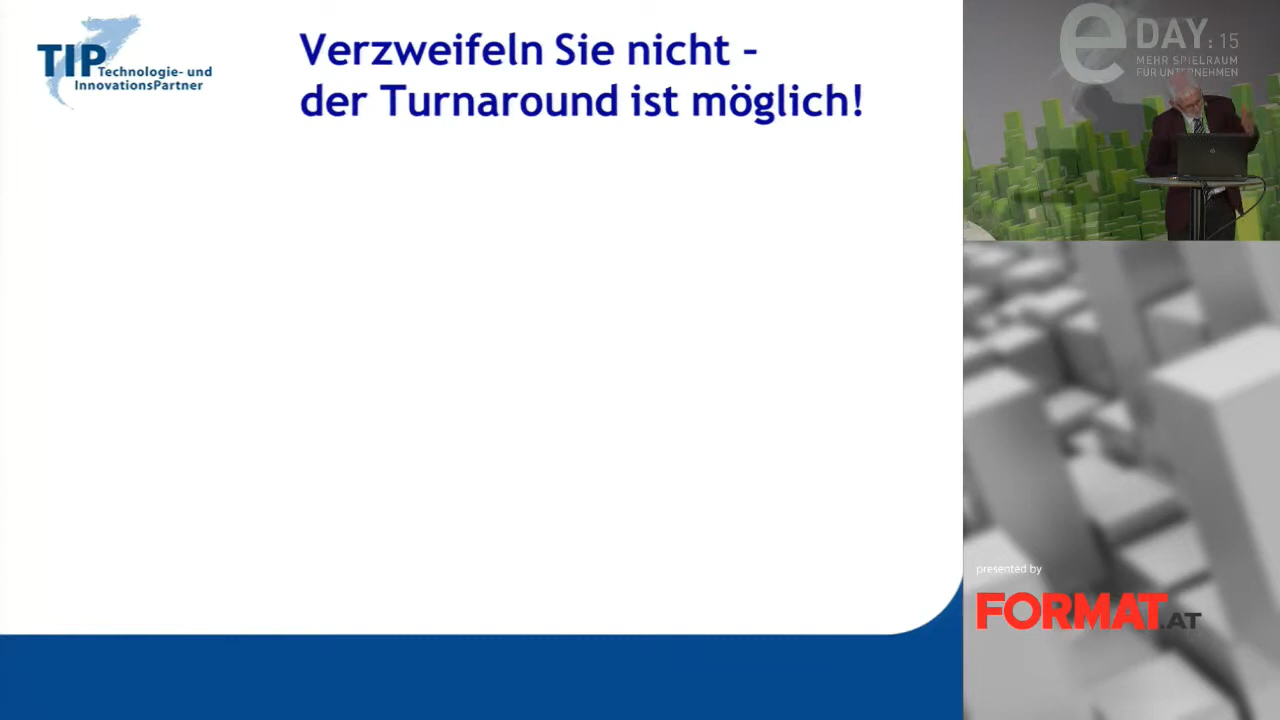 TIP Technologie- und
InnovationsPartner
Verzweifeln Sie nicht –
der Turnaround ist möglich!
e DAY: 15
MEHR SPIELRAUM
FÜR UNTERNEHMEN
presented by
FORMAT.AT